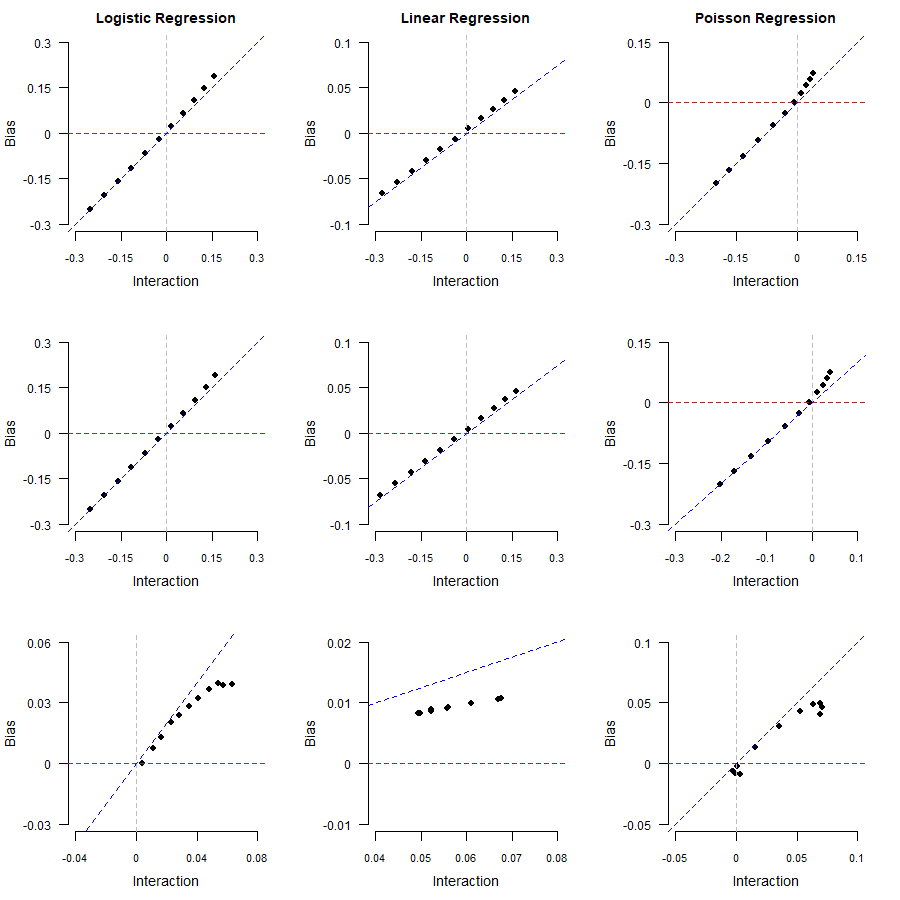 Logistic Regression Linear Regression Poisson Regression
0.3 0.1 0.15
0.15 0.05 0
0 0 -0.15
-0.15 -0.05 -0.3
-0.3 -0.1
Bias Bias Bias
-0.3 -0.15 0 0.15 0.3 -0.3 -0.15 0 0.15 0.3 -0.3 -0.15 0 0.15
Interaction Interaction Interaction
0.3 0.1 0.15
0.15 0.05 0
0 0 -0.15
-0.15 -0.05 -0.3
-0.3 -0.1
Bias Bias Bias
-0.3 -0.15 0 0.15 0.3 -0.3 -0.15 0 0.15 0.3 -0.3 -0.2 -0.1 0 0.1
Interaction Interaction Interaction
0.06 0.02 0.1
0.03 0.01 0.05
0 0 0
-0.03 -0.01 -0.05
Bias Bias Bias
-0.04 0 0.04 0.08 0.04 0.05 0.06 0.07 0.08 -0.05 0 0.05 0.1
Interaction Interaction Interaction